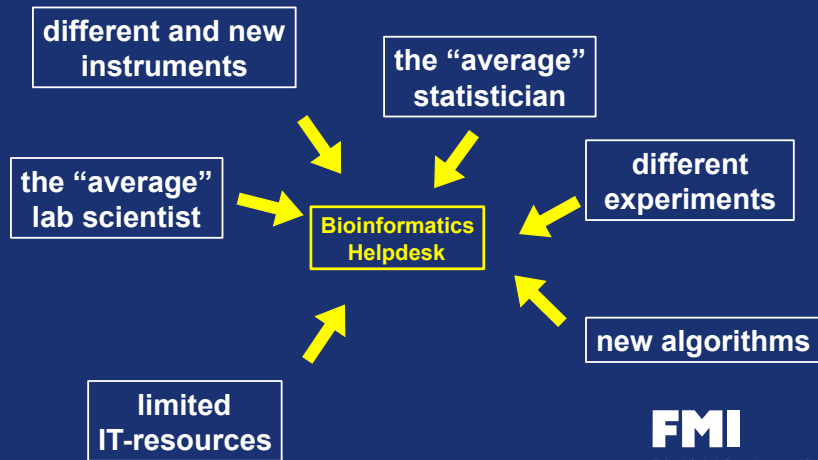 different and new
instruments
the “average”
statistician
the “average”
lab scientist
different
experiments
Bioinformatics
Helpdesk
new algorithms
limited
IT-resources
FMI